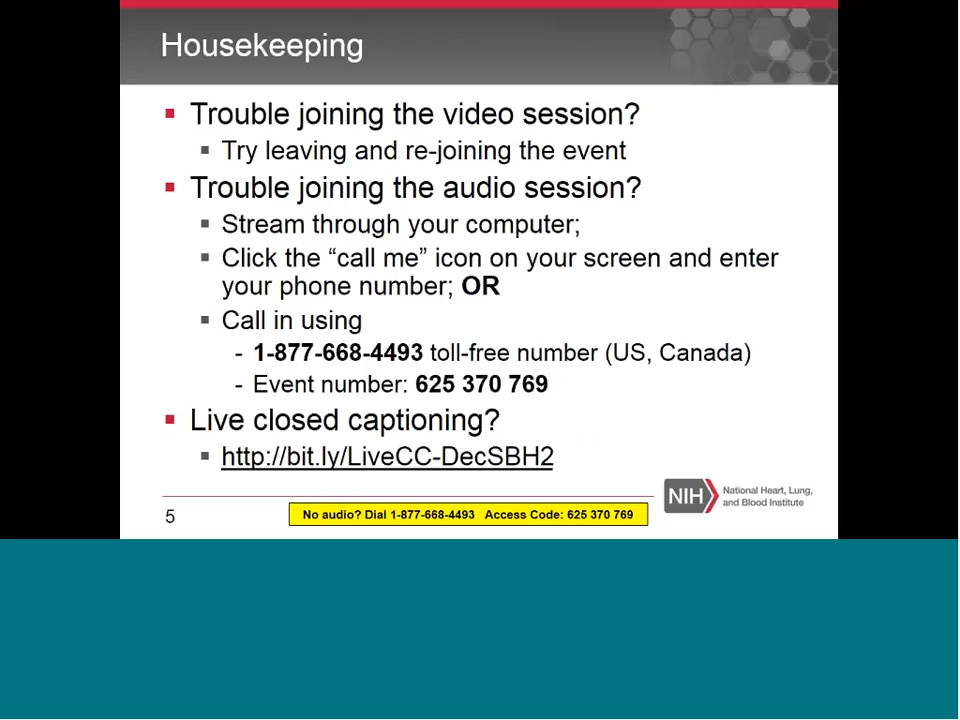 Housekeeping
Trouble joining the video session?
Try leaving and re-joining the event
Trouble joining the audio session?
Stream through your computer;
Click the “call me” icon on your screen and enter
your phone number; OR
Call in using
- 1-877-668-4493 toll-free number (US, Canada)
- Event number: 625 370 769
Live closed captioning?
http://bit.ly/LiveCC-DecSBH2
5
No audio? Dial 1-877-668-4493 Access Code: 625 370 769
NIH National Heart, Lung,
and Blood Institute